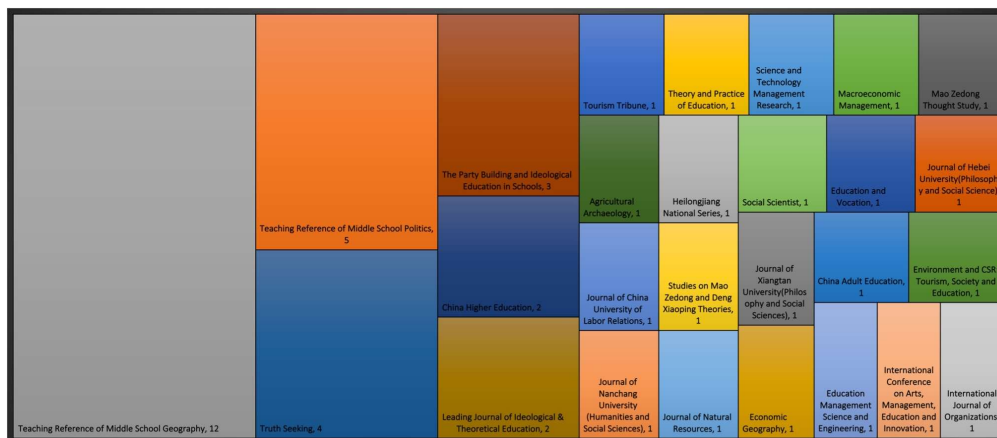 Teaching Reference of Middle School Geography, 12
Teaching Reference of Middle School Politics,
5
Truth Seeking, 4
The Party Building and Ideological
Education in Schools, 3
China Higher Education, 2
Leading Journal of Ideological &
Theoretical Education, 2
Tourism Tribune, 1
Theory and Practice
of Education, 1
Science and
Technology
Management
Research, 1
Macroeconomic
Management, 1
Mao Zedong
Thought Study, 1
Agricultural
Archaeology, 1
Heilongjiang
National Series, 1
Social Scientist, 1
Education and
Vocation, 1
Journal of Hebei
University(Philosoph
y and Social Science),
1
Journal of China
University of
Labor Relations, 1
Studies on Mao
Zedong and Deng
Xiaoping Theories,
1
Journal of
Xiangtan
University(Philos
ophy and Social
Sciences), 1
China Adult Education,
1
Environment and CSR
Tourism, Society and
Education, 1
Journal of
Nanchang
University
(Humanities and
Social Sciences), 1
Journal of Natural
Resources, 1
Economic
Geography, 1
Education
Management
Science and
Engineering, 1
International
Conference
on Arts,
Management,
Education and
Innovation, 1
International
Journal of
Organizations,
1